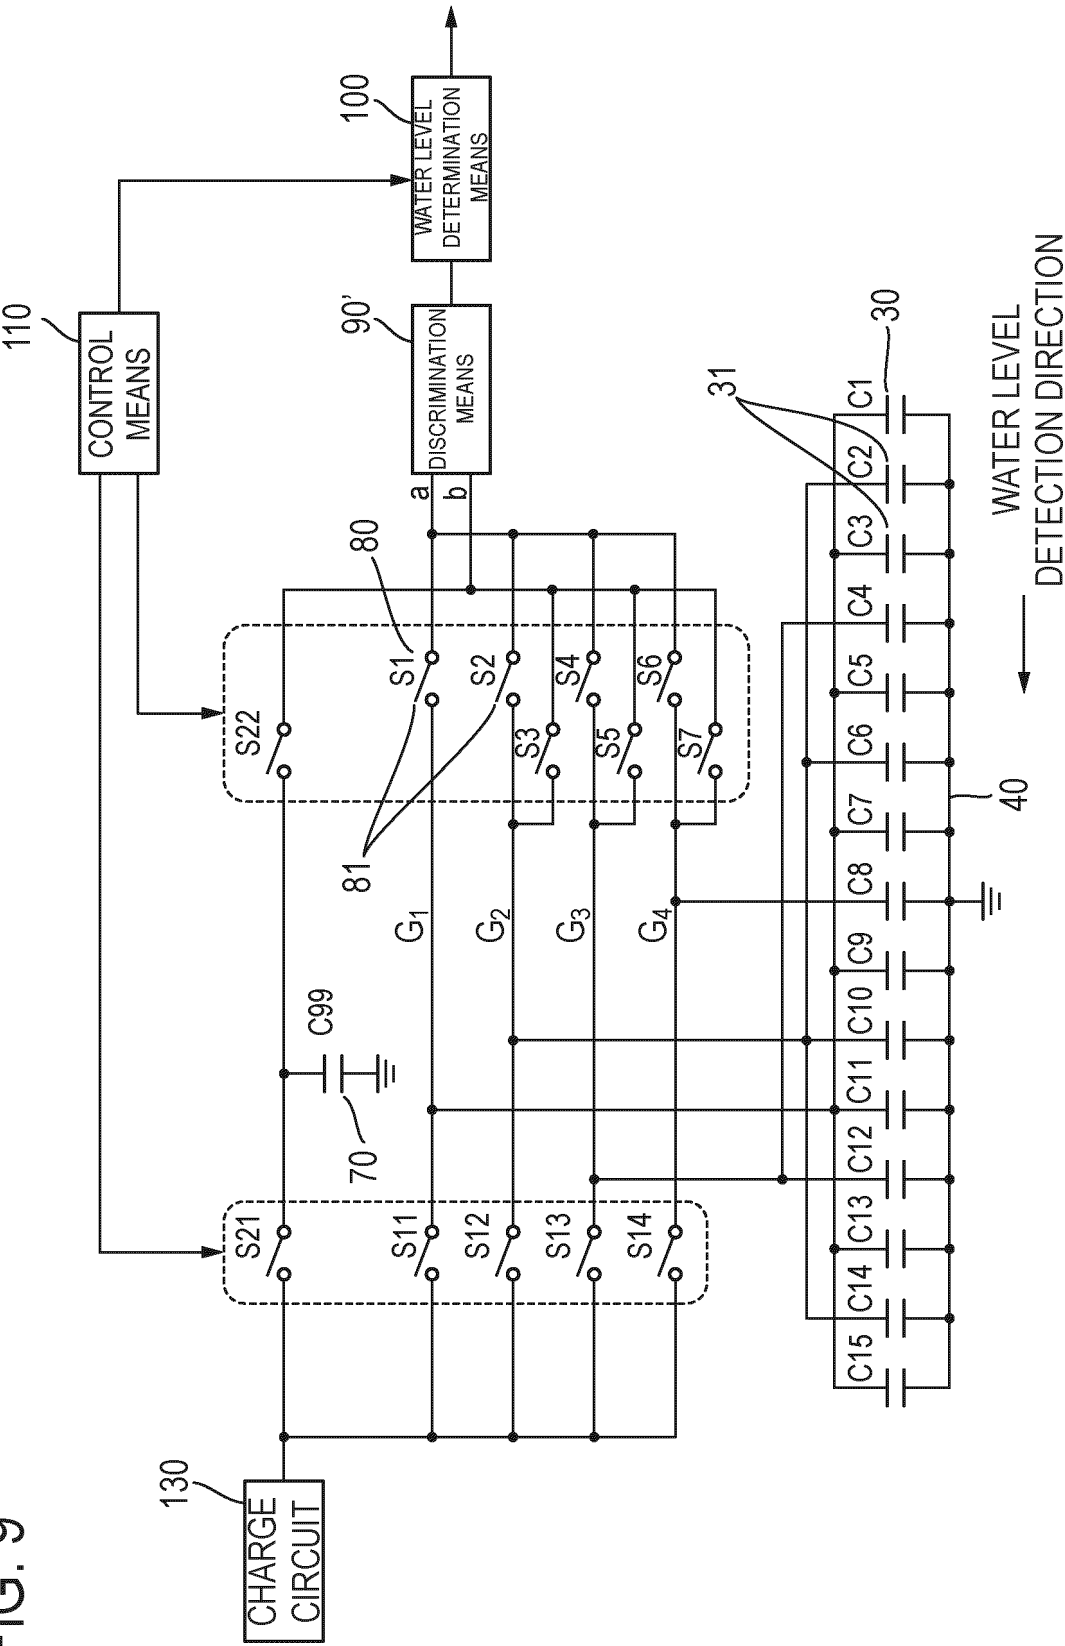 FIG. 9
110
CONTROL
MEANS
100
WATER LEVEL
DETERMINATION
MEANS
90'
DISCRIMINATION
MEANS
a
b
80
81
S22
S1
S2
S3
S4
S5
S6
S7
G1
G2
G3
G4
C99
70
S21
S11
S12
S13
S14
130
CHARGE
CIRCUIT
C15
C14
C13
C12
C11
C10
C9
C8
C7
C6
C5
C4
C3
C2
C1
31
30
40
WATER LEVEL
DETECTION DIRECTION